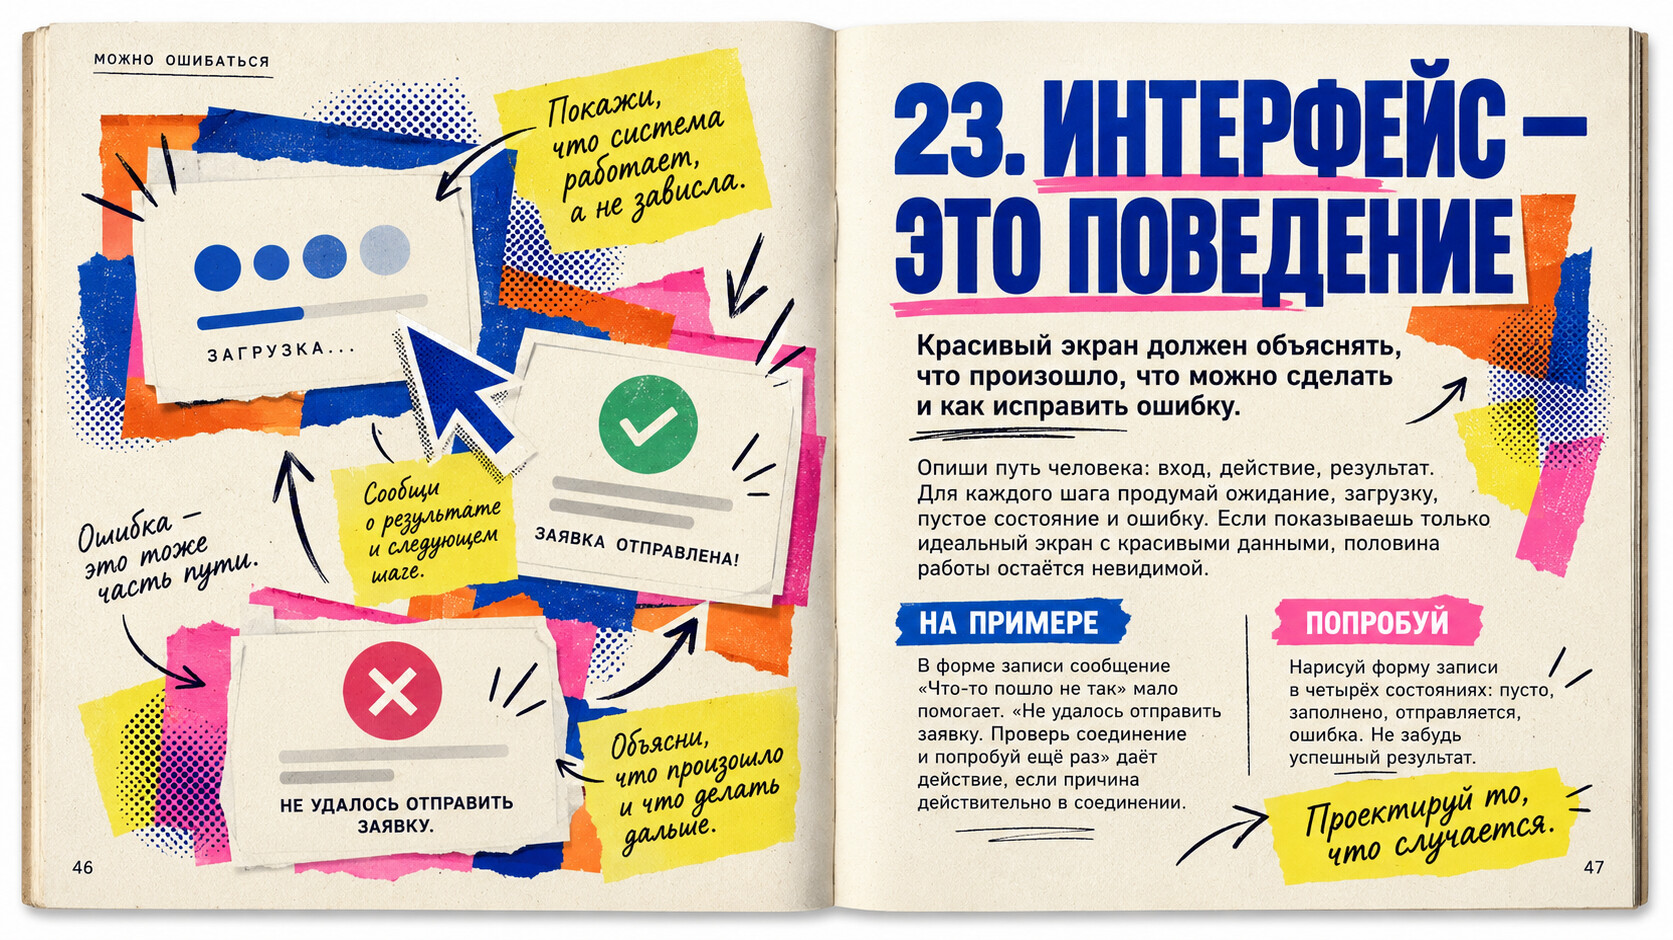 МОЖНО ОШИБАТЬСЯ
Покажи,
что система
работает,
а не зависла.
ЗАГРУЗКА...
Сообщи
о результате
и следующем
шаге.
ЗАЯВКА ОТПРАВЛЕНА!
Ошибка —
это тоже
часть пути.
НЕ УДАЛОСЬ ОТПРАВИТЬ
ЗАЯВКУ.
Объясни,
что произошло
и что делать
дальше.
46
23. ИНТЕРФЕЙС —
ЭТО ПОВЕДЕНИЕ
Красивый экран должен объяснять,
что произошло, что можно сделать
и как исправить ошибку.
Опиши путь человека: вход, действие, результат.
Для каждого шага продумай ожидание, загрузку,
пустое состояние и ошибку. Если показываешь только
идеальный экран с красивыми данными, половина
работы остаётся невидимой.
НА ПРИМЕРЕ
В форме записи сообщение
«Что-то пошло не так» мало
помогает. «Не удалось отправить
заявку. Проверь соединение
и попробуй ещё раз» даёт
действие, если причина
действительно в соединении.
ПОПРОБУЙ
Нарисуй форму записи
в четырёх состояниях: пусто,
заполнено, отправляется,
ошибка. Не забудь
успешный результат.
Проектируй то,
что случается.
47